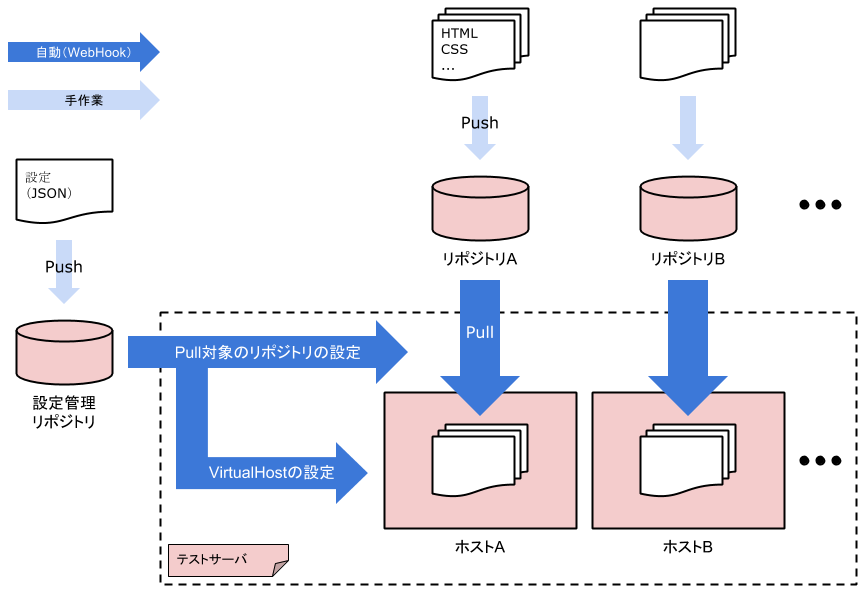 自動(WebHook)
手作業
HTML
CSS
...
Push
設定
(JSON)
Push
リポジトリA
リポジトリB
●●●
Pull
Pull対象のリポジトリの設定
設定管理
リポジトリ
VirtualHostの設定
●●●
ホストA
ホストB
テストサーバ